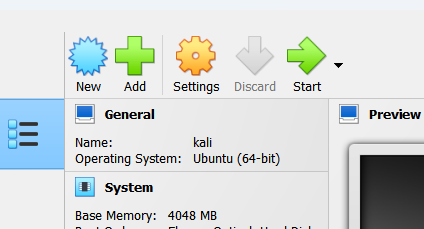 New Add Settings Discard Start
General
Preview
Name: kali
Operating System: Ubuntu (64-bit)
System
Base Memory: 4048 MB